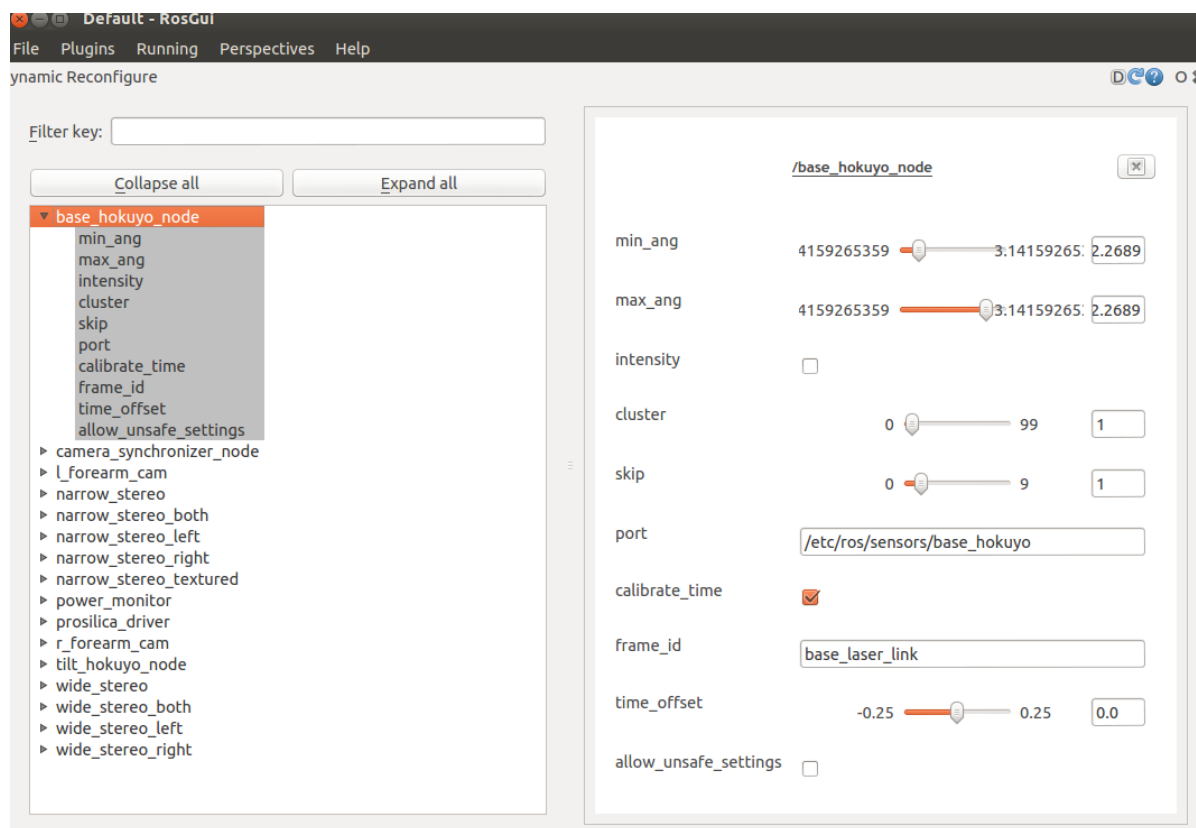 Default - RosGui
File Plugins Running Perspectives Help
ynamic Reconfigure
D
O
Filter key:
Collapse all Expand all
base_hokuyo_node
min_ang
max_ang
intensity
cluster
skip
port
calibrate_time
frame_id
time_offset
allow_unsafe_settings
camera_synchronizer_node
l_forearm_cam
narrow_stereo
narrow_stereo_both
narrow_stereo_left
narrow_stereo_right
narrow_stereo_textured
power_monitor
prosilica_driver
r_forearm_cam
tilt_hokuyo_node
wide_stereo
wide_stereo_both
wide_stereo_left
wide_stereo_right
/base_hokuyo_node
min_ang 4159265359 3.1415926 2.2689
max_ang 4159265359 3.1415926 2.2689
intensity
cluster 0 99 1
skip 0 9 1
port /etc/ros/sensors/base_hokuyo
calibrate_time
frame_id base_laser_link
time_offset -0.25 0.25 0.0
allow_unsafe_settings